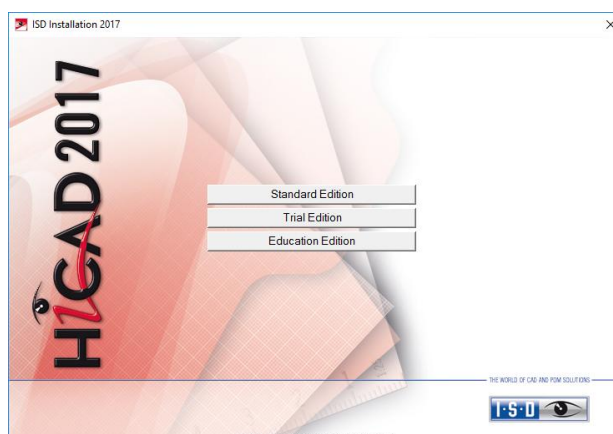 ISD Installation 2017
HiCAD 2017
Standard Edition
Trial Edition
Education Edition
THE WORLD OF CAD AND PDM SOLUTIONS
I·S·D